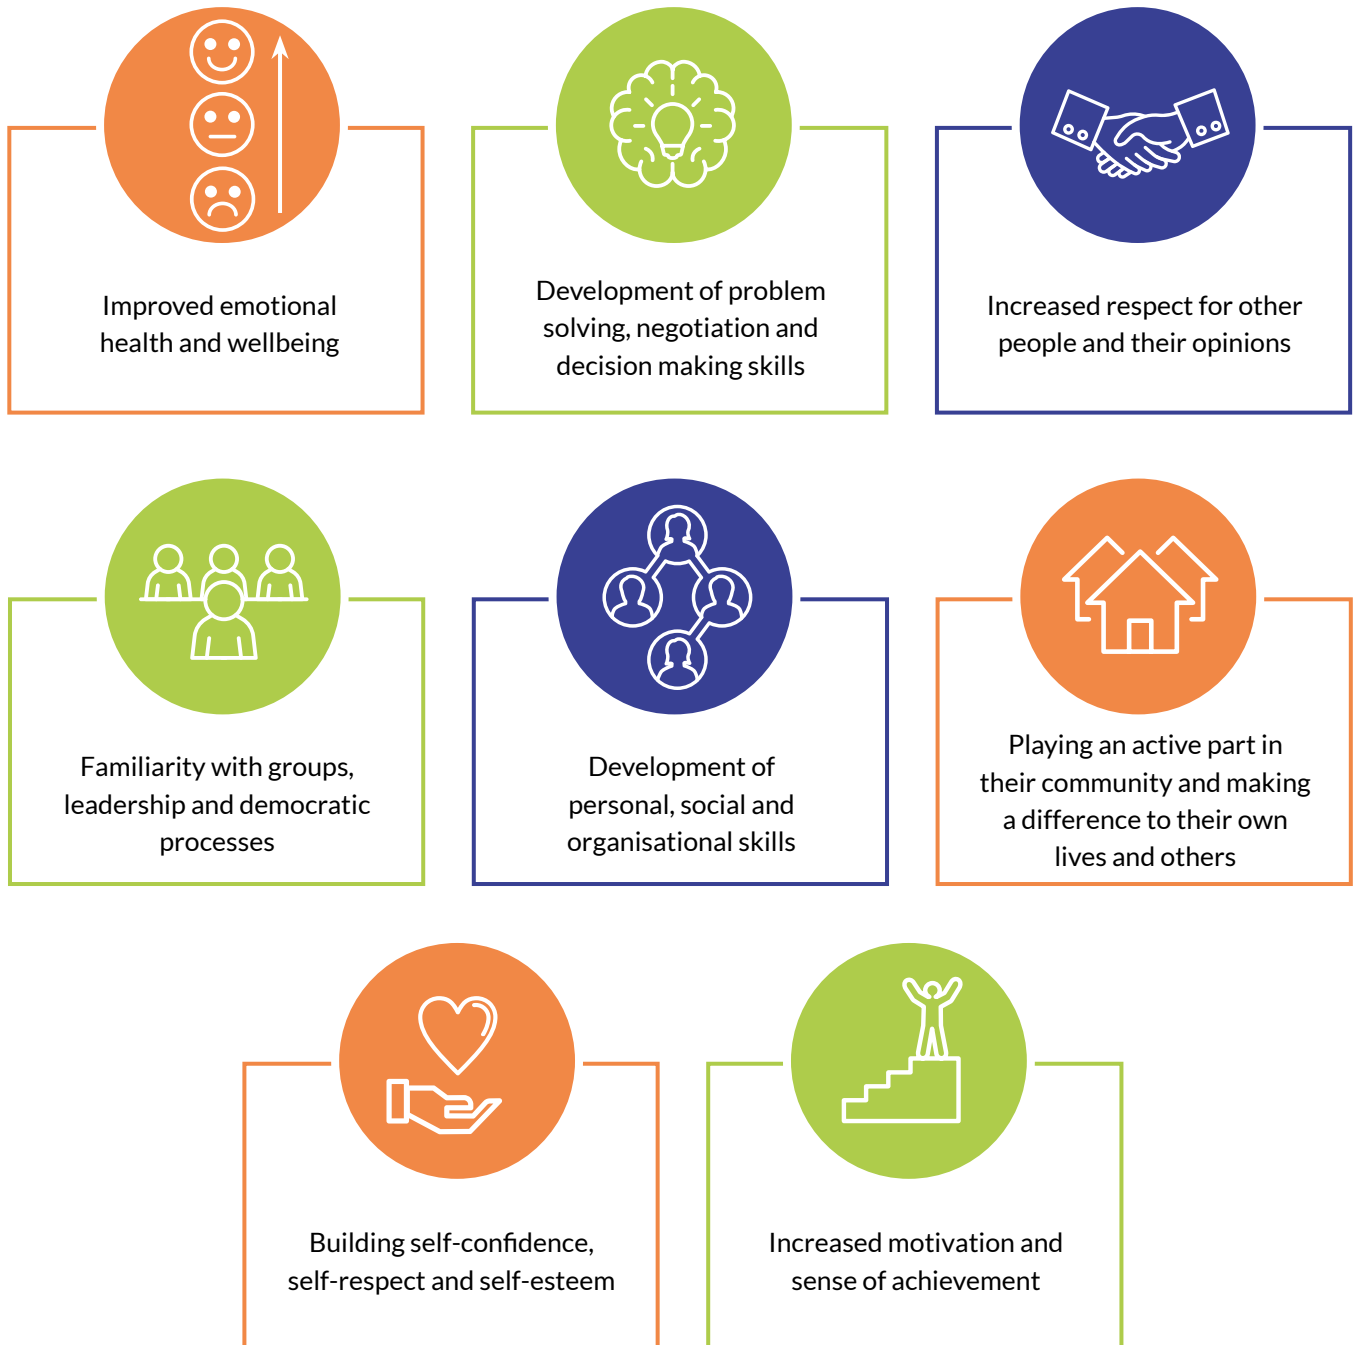 Improved emotional
health and wellbeing
Development of problem
solving, negotiation and
decision making skills
Increased respect for other
people and their opinions
Familiarity with groups,
leadership and democratic
processes
Development of
personal, social and
organisational skills
Playing an active part in
their community and making
a difference to their own
lives and others
Building self-confidence,
self-respect and self-esteem
Increased motivation and
sense of achievement